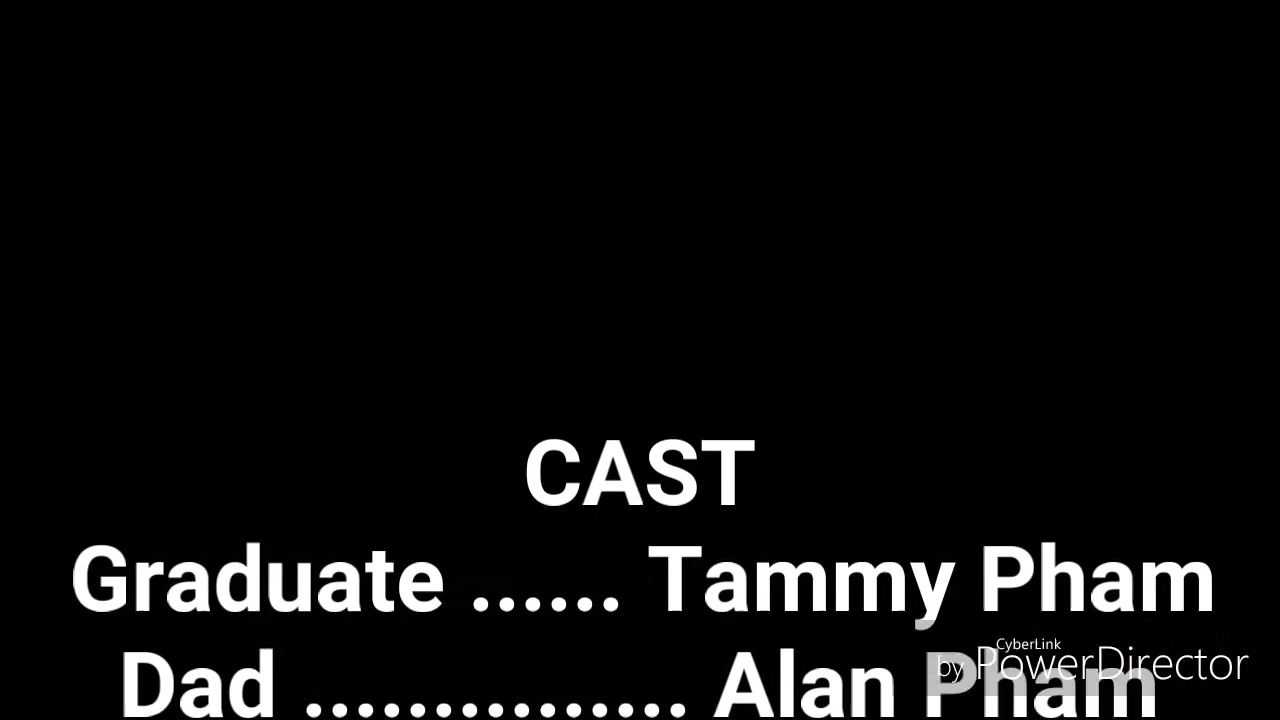 CAST
Graduate ...... Tammy Pham
Dad ............... Alan Pham
CyberLink
by PowerDirector